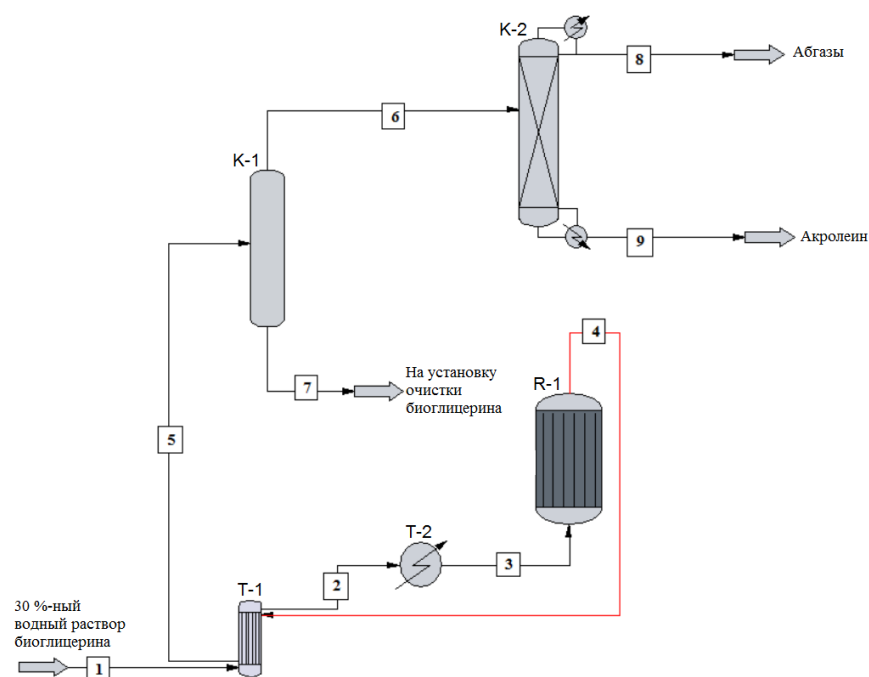 K-2
8
Абгазы
6
K-1
9
Акролеин
4
На установку
очистки
биоглицерина
7
R-1
5
T-2
3
2
T-1
30 %-ный
водный раствор
биоглицерина
1